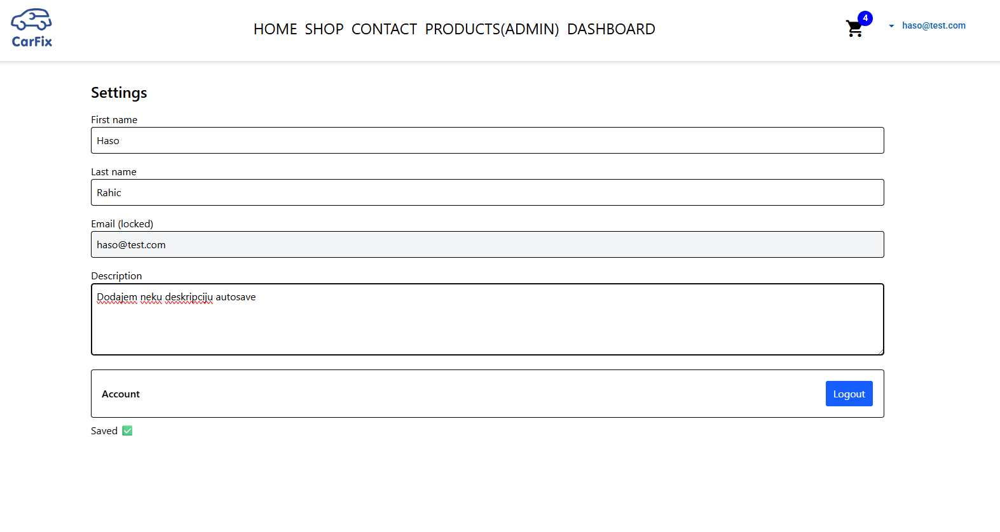 CarFix
HOME SHOP CONTACT PRODUCTS(ADMIN) DASHBOARD
4
haso@test.com
Settings
First name
Haso
Last name
Rahic
Email (locked)
haso@test.com
Description
Dodajem neku deskripciju autosave
Account
Logout
Saved ✅